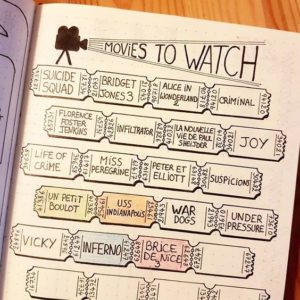 MOVIES TO WATCH
SUICIDE SQUAD
BRIDGET JONES 3
ALICE IN WONDERLAND 2
CRIMINAL
FLORENCE FOSTER JENKINS
INFILTRATOR
LA NOUVELLE VIE DE PAUL SNEIJDER
JOY
LIFE OF CRIME
MISS PEREGRINE
PETER ET ELLIOTT
SUSPICIONS
UN PETIT BOULOT
USS INDIANAPOLIS
WAR DOGS
UNDER PRESSURE
VICKY
INFERNO
BRICE DE NICE 3